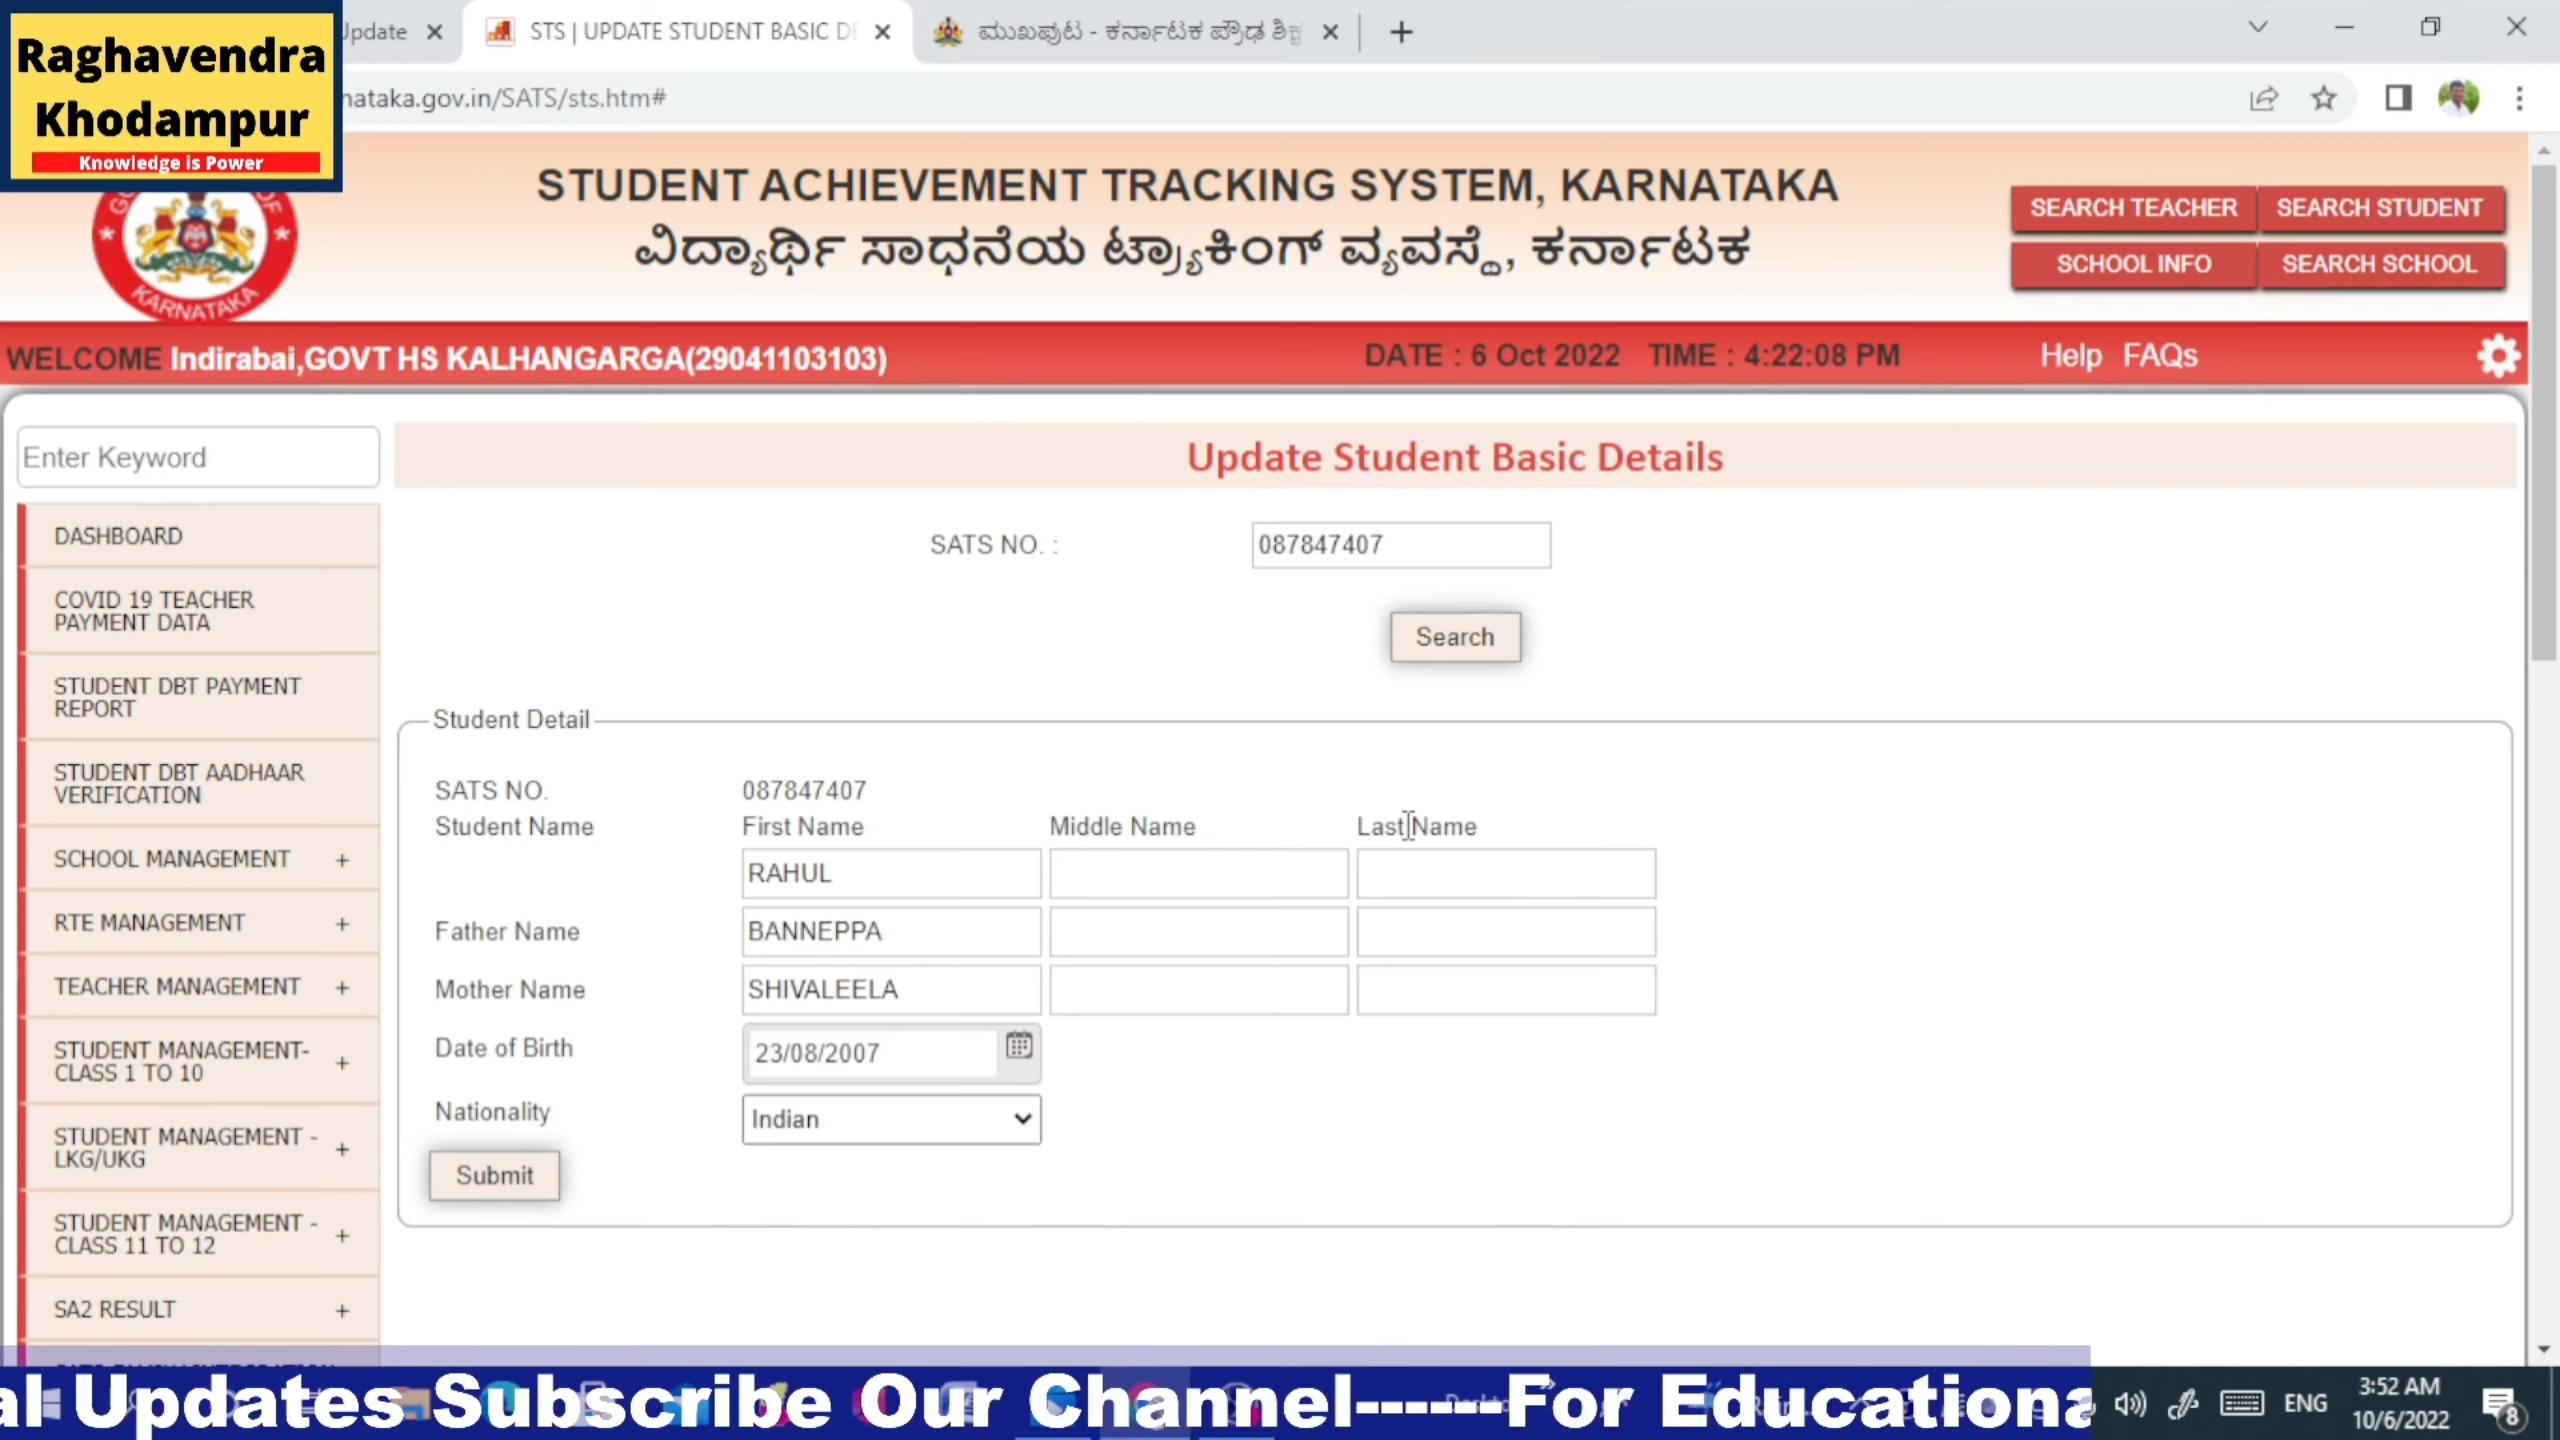 Raghavendra
Khodampur
Knowledge is Power
Update
STS | UPDATE STUDENT BASIC DE
ಮುಖಪುಟ - ಕರ್ನಾಟಕ ಪ್ರೌಢ ಶಿಕ್ಷ
nataka.gov.in/SATS/sts.htm#
KARNATAKA
STUDENT ACHIEVEMENT TRACKING SYSTEM, KARNATAKA
ವಿದ್ಯಾರ್ಥಿ ಸಾಧನೆಯ ಟ್ರ್ಯಾಕಿಂಗ್ ವ್ಯವಸ್ಥೆ, ಕರ್ನಾಟಕ
SEARCH TEACHER SEARCH STUDENT
SCHOOL INFO SEARCH SCHOOL
WELCOME Indirabai,GOVT HS KALHANGARGA(29041103103) DATE : 6 Oct 2022 TIME : 4:22:08 PM Help FAQs
Enter Keyword
DASHBOARD
COVID 19 TEACHER
PAYMENT DATA
STUDENT DBT PAYMENT
REPORT
STUDENT DBT AADHAAR
VERIFICATION
SCHOOL MANAGEMENT +
RTE MANAGEMENT +
TEACHER MANAGEMENT +
STUDENT MANAGEMENT-
CLASS 1 TO 10 +
STUDENT MANAGEMENT -
LKG/UKG +
STUDENT MANAGEMENT -
CLASS 11 TO 12 +
SA2 RESULT +
Update Student Basic Details
SATS NO. : 087847407
Search
Student Detail
SATS NO. 087847407
Student Name First Name Middle Name Last Name
RAHUL
Father Name BANNEPPA
Mother Name SHIVALEELA
Date of Birth 23/08/2007
Nationality Indian
Submit
al Updates Subscribe Our Channel------For Educationa
ENG
3:52 AM
10/6/2022
8